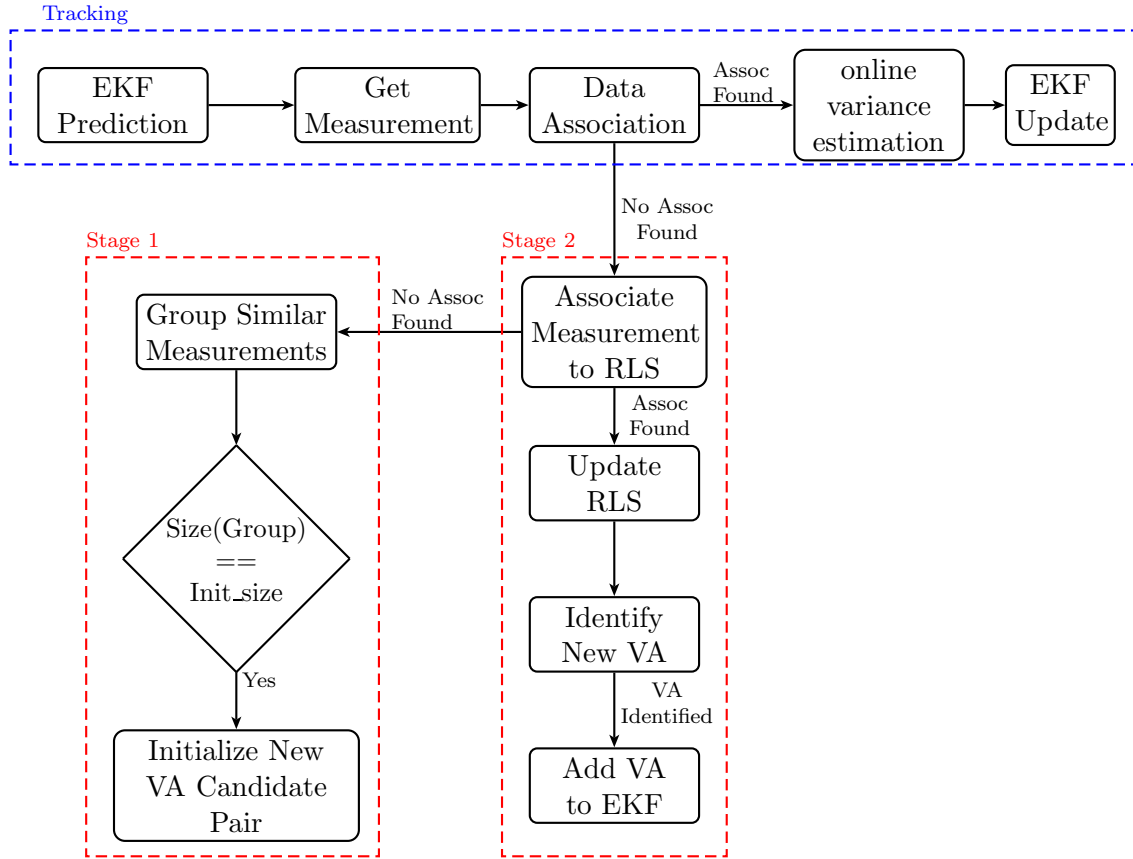 Tracking
EKF
Prediction
Get
Measurement
Data
Association
Assoc
Found
online
variance
estimation
EKF
Update
No Assoc
Found
Stage 1
Stage 2
Group Similar
Measurements
No Assoc
Found
Associate
Measurement
to RLS
Assoc
Found
Update
RLS
Size(Group)
==
Init_size
Identify
New VA
Yes
VA
Identified
Initialize New
VA Candidate
Pair
Add VA
to EKF